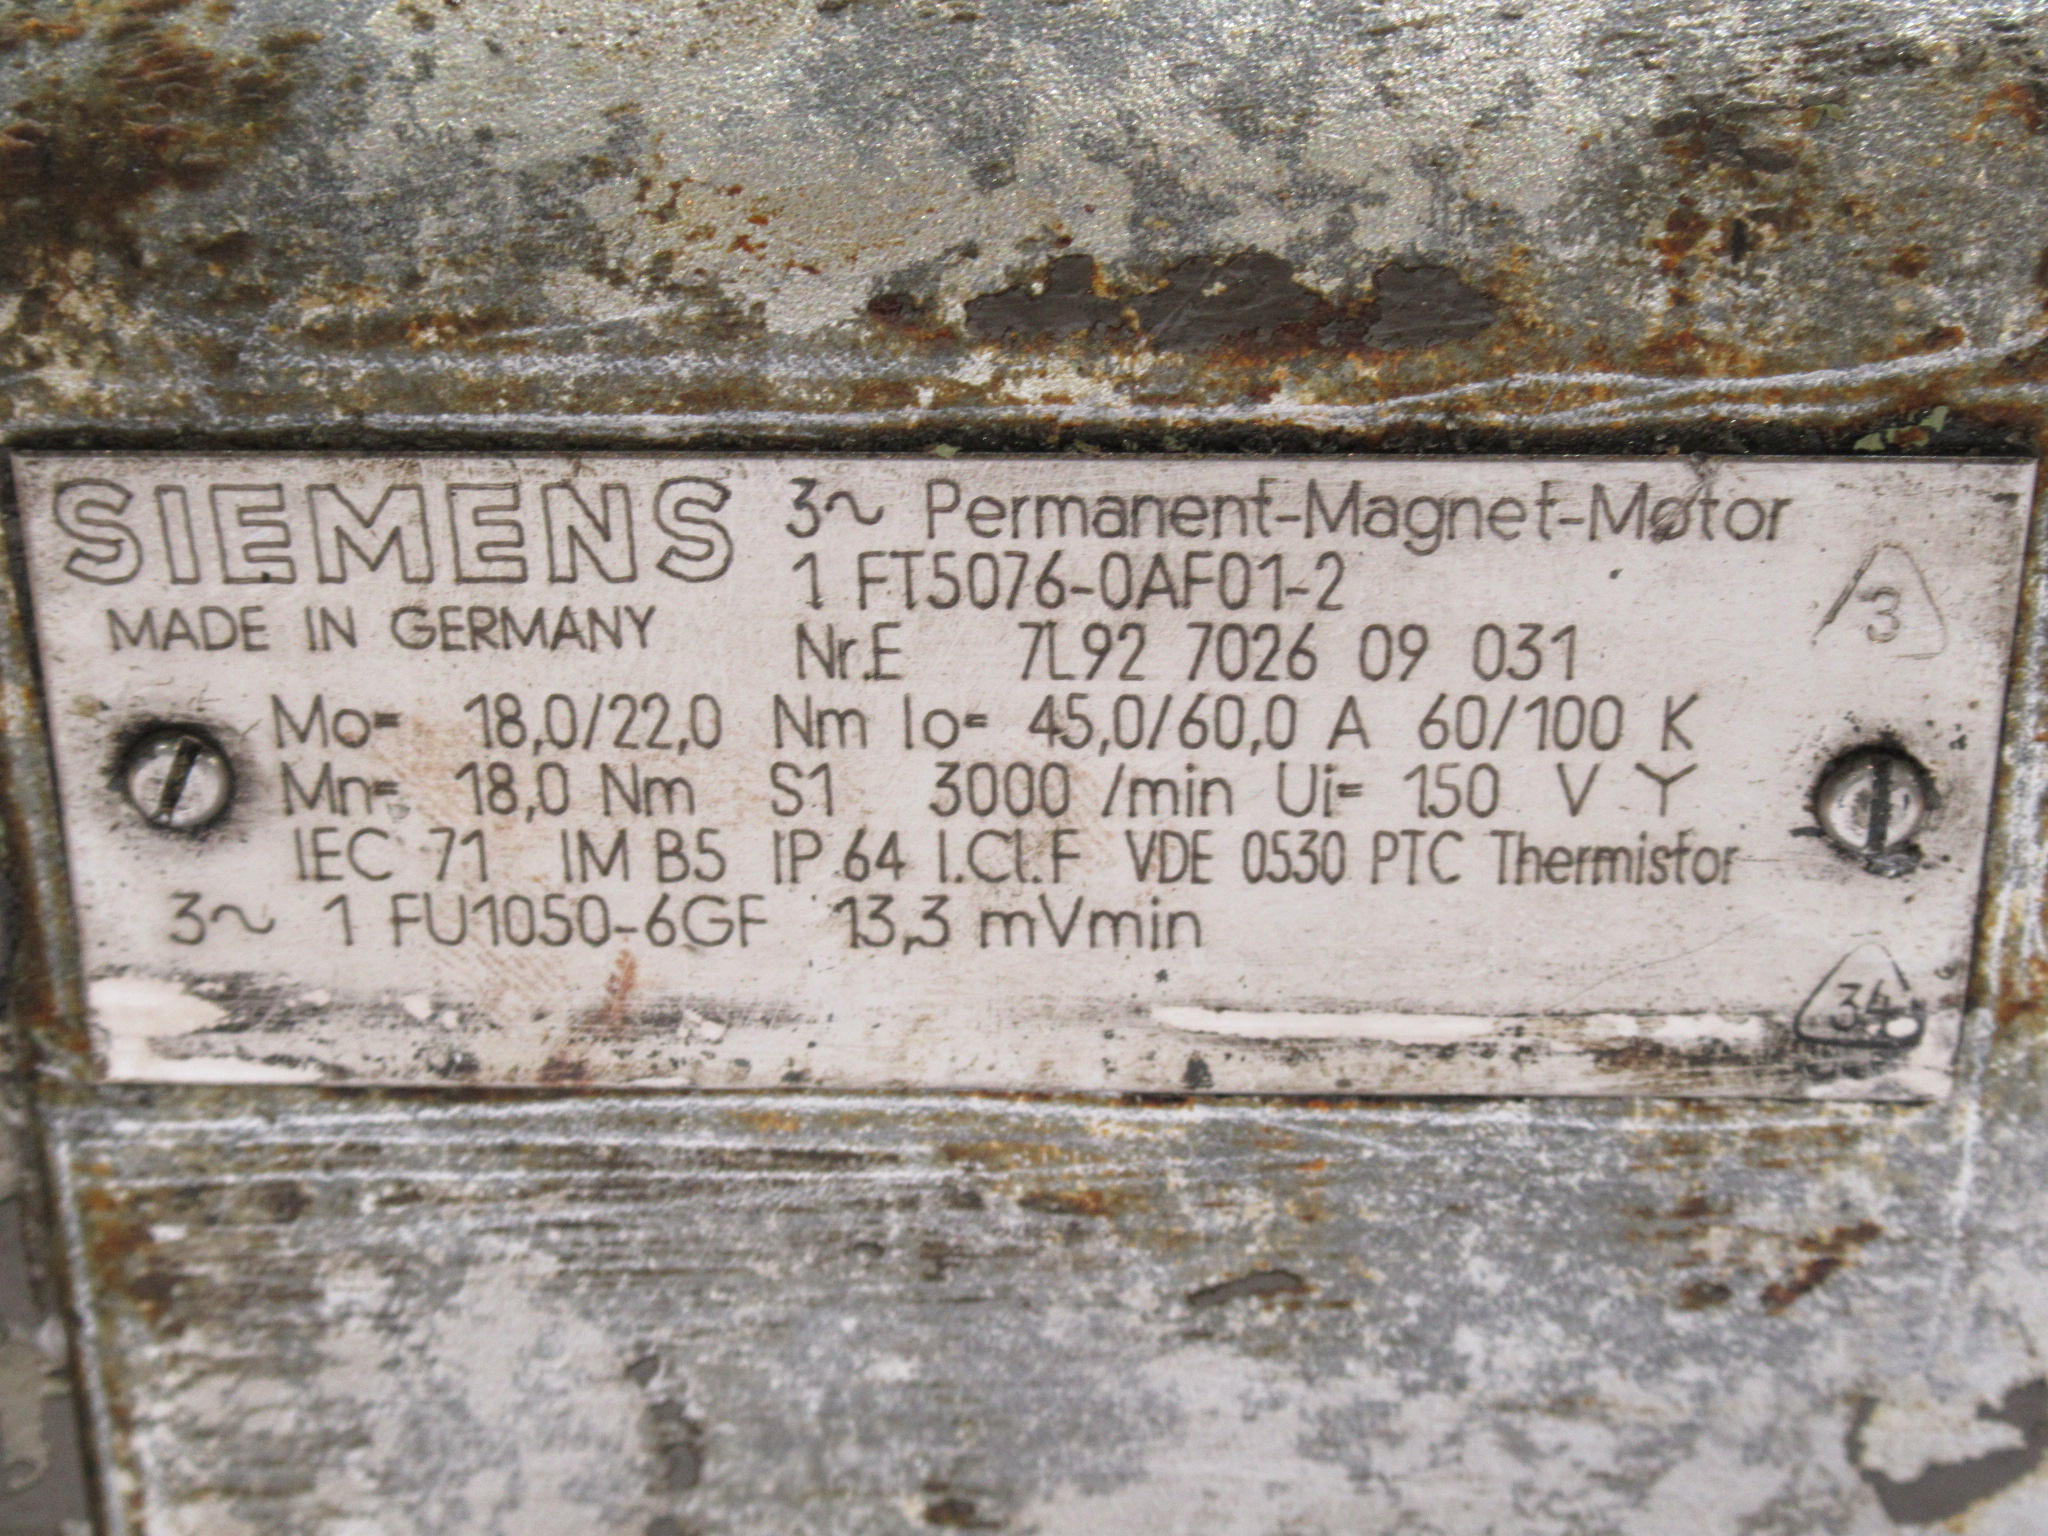 SIEMENS
MADE IN GERMANY
3~ Permanent-Magnet-Motor
1 FT5076-0AF01-2
Nr.E 7L92 7026 09 031
3
Mo= 18,0/22,0 Nm Io= 45,0/60,0 A 60/100 K
Mn= 18,0 Nm S1 3000 /min Ui= 150 V Y
IEC 71 IM B5 IP 64 I.Cl.F VDE 0530 PTC Thermistor
3~ 1 FU1050-6GF 13,3 mVmin
34